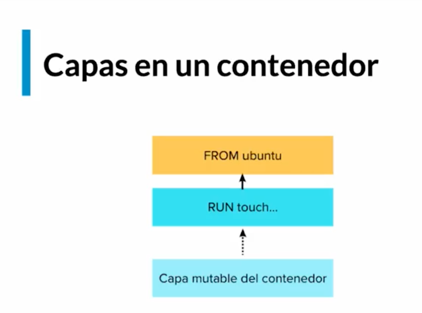 Capas en un contenedor
FROM ubuntu
RUN touch...
Capa mutable del contenedor